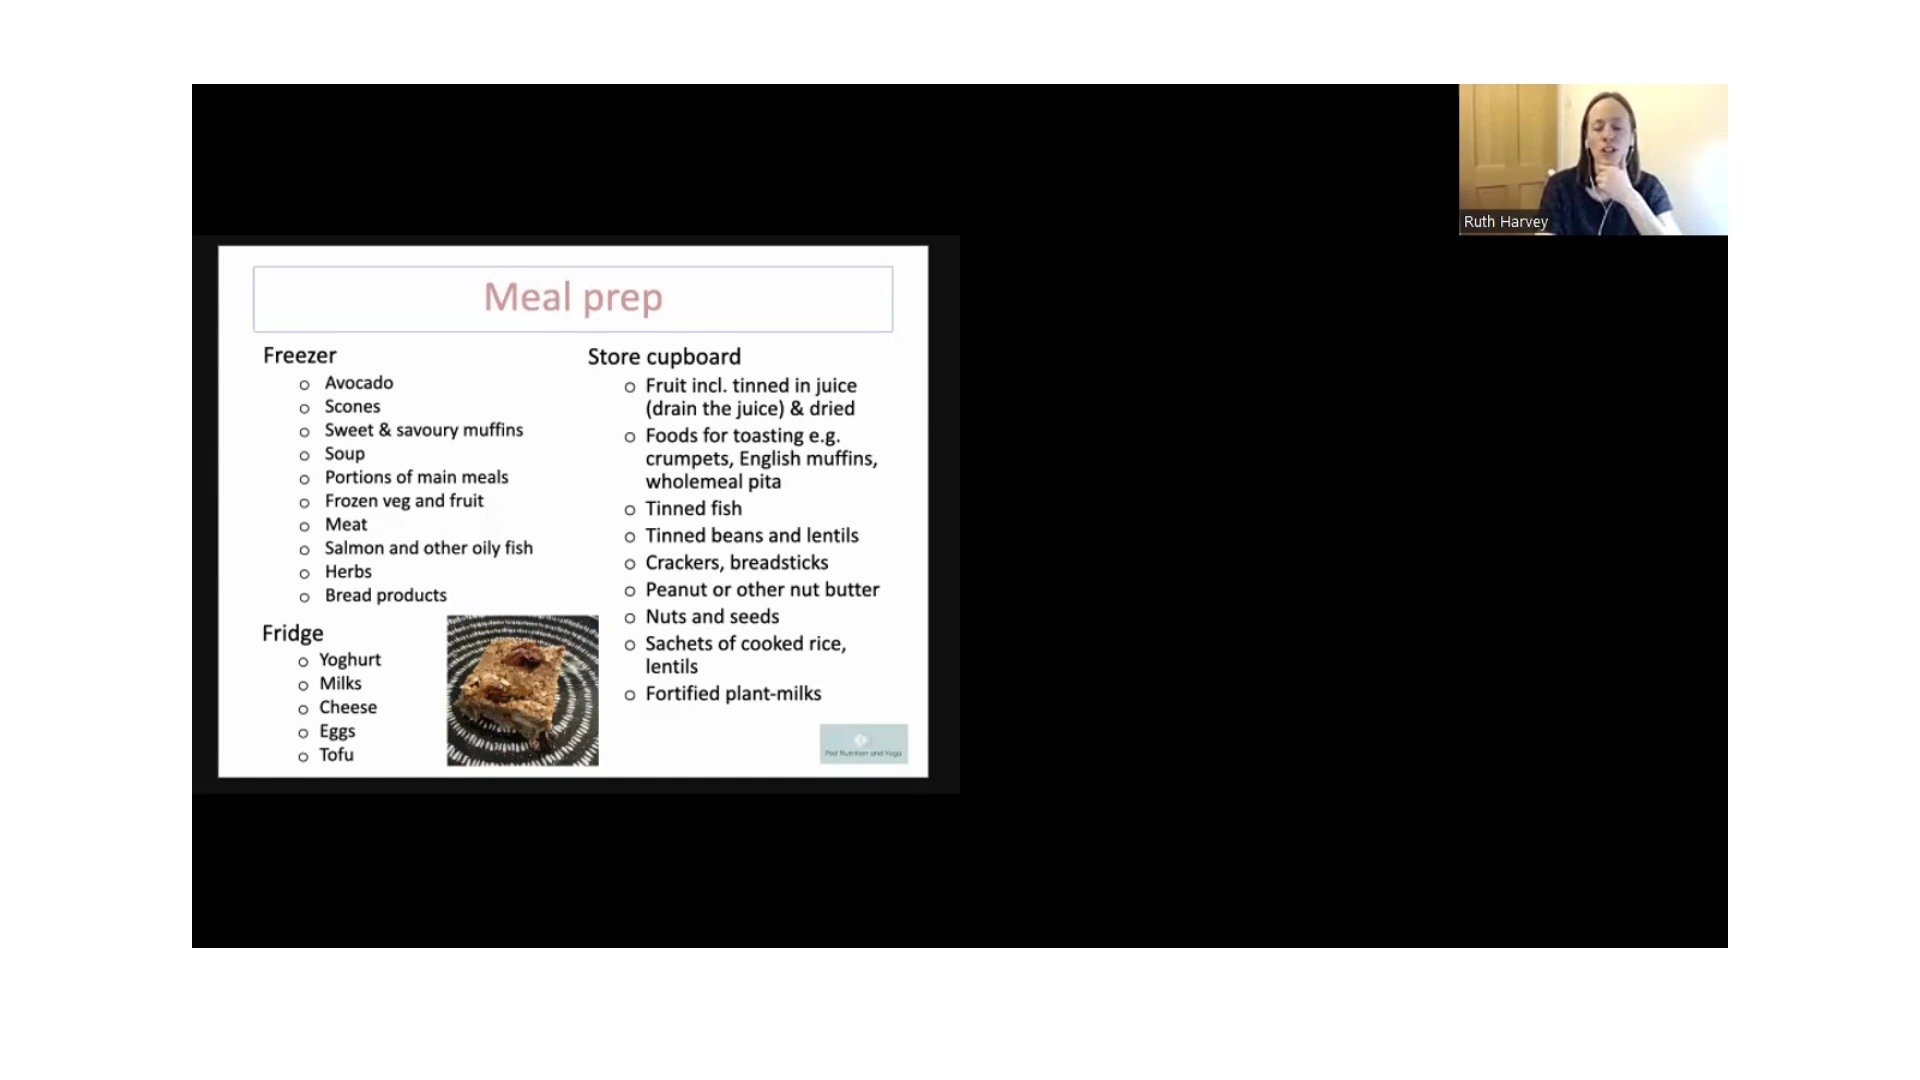 Ruth Harvey
Meal prep
Freezer
Avocado
Scones
Sweet & savoury muffins
Soup
Portions of main meals
Frozen veg and fruit
Meat
Salmon and other oily fish
Herbs
Bread products
Fridge
Yoghurt
Milks
Cheese
Eggs
Tofu
Store cupboard
Fruit incl. tinned in juice
(drain the juice) & dried
Foods for toasting e.g.
crumpets, English muffins,
wholemeal pita
Tinned fish
Tinned beans and lentils
Crackers, breadsticks
Peanut or other nut butter
Nuts and seeds
Sachets of cooked rice,
lentils
Fortified plant-milks
Pod Nutrition and Yoga